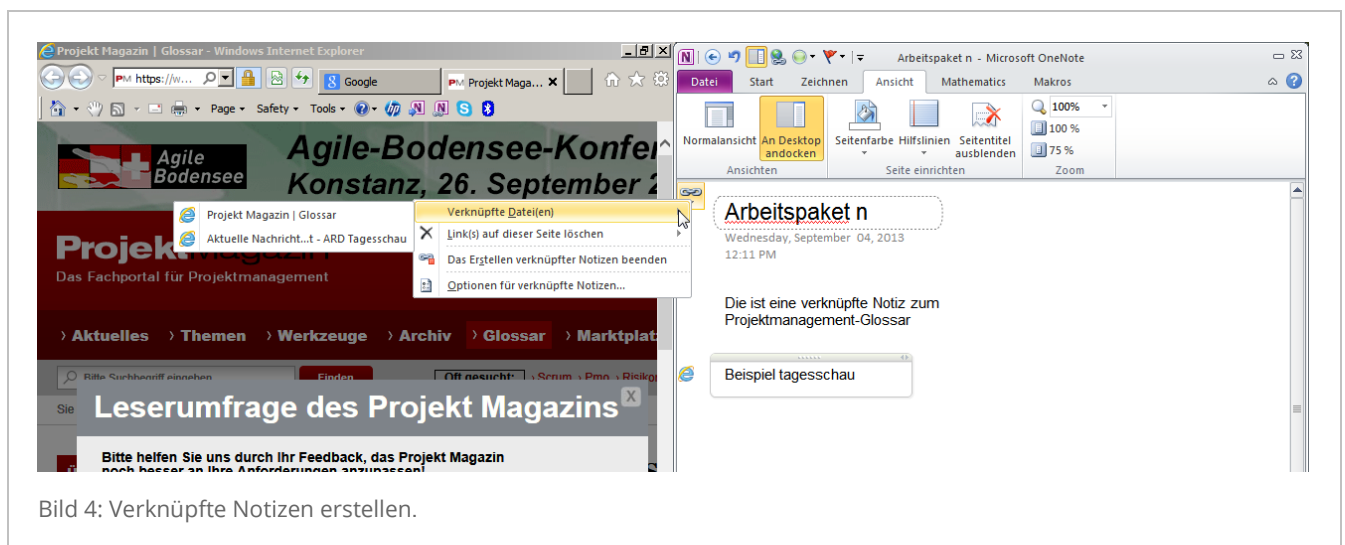 Projekt Magazin | Glossar - Windows Internet Explorer
https://w...
Google
Projekt Maga...
Page
Safety
Tools
Agile
Bodensee
Agile-Bodensee-Konfer
Konstanz, 26. September 2
Projekt Magazin | Glossar
Aktuelle Nachricht...t - ARD Tagesschau
Verknüpfte Datei(en)
Link(s) auf dieser Seite löschen
Das Erstellen verknüpfter Notizen beenden
Optionen für verknüpfte Notizen...
Projekt
Das Fachportal für Projektmanagement
› Aktuelles › Themen › Werkzeuge › Archiv › Glossar › Marktplat
Bitte Suchbegriff eingeben
Finden
Oft gesucht: › Scrum › Pmo › Risiko
Sie
Leserumfrage des Projekt Magazins
X
Bitte helfen Sie uns durch Ihr Feedback, das Projekt Magazin
noch besser an Ihre Anforderungen anzupassen!
Arbeitspaket n - Microsoft OneNote
Datei Start Zeichnen Ansicht Mathematics Makros
Normalansicht
An Desktop
andocken
Seitenfarbe
Hilfslinien
Seitentitel
ausblenden
100%
100 %
75 %
Ansichten
Seite einrichten
Zoom
Arbeitspaket n
Wednesday, September 04, 2013
12:11 PM
Die ist eine verknüpfte Notiz zum
Projektmanagement-Glossar
Beispiel tagesschau
Bild 4: Verknüpfte Notizen erstellen.